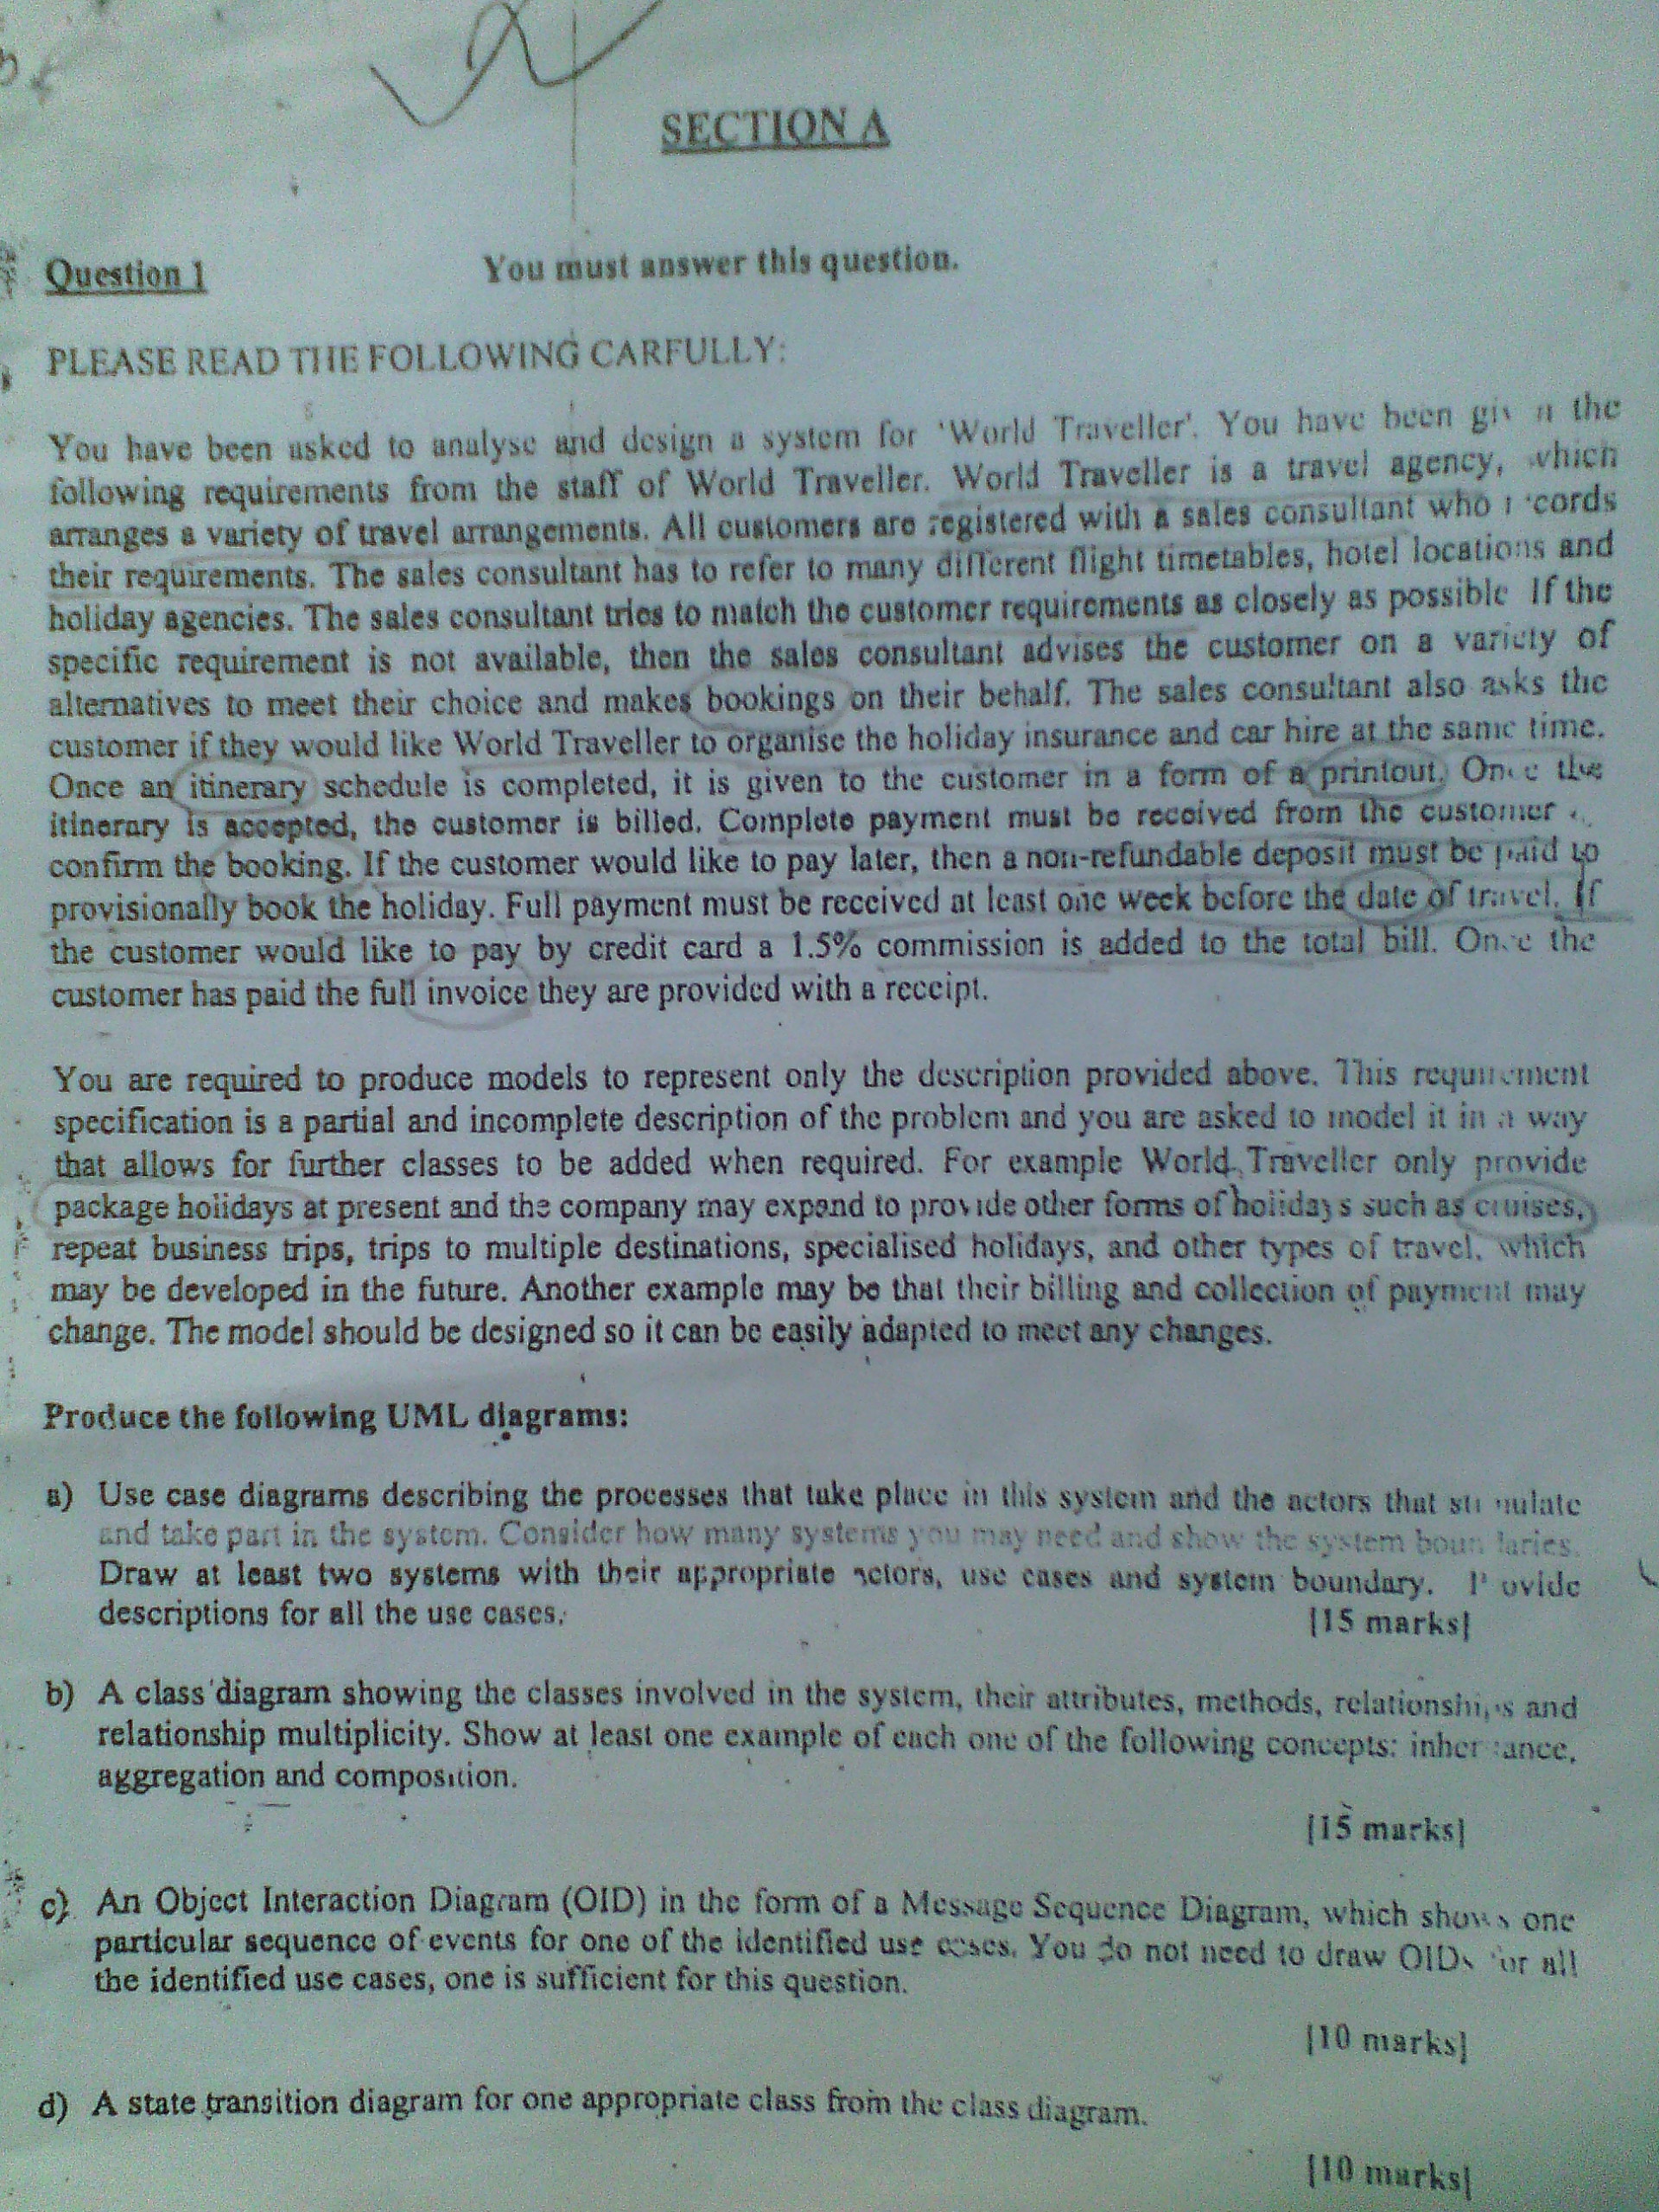 SECTION A
Question 1 You must answer this question.
PLEASE READ THE FOLLOWING CARFULLY:
You have been asked to analyse and design a system for 'World Traveller'. You have been the
following requirements from the staff of World Traveller. World Traveller is a travel agency, which
arranges a variety of travel arrangements. All customers are registered with a sales consultant who
their requirements. The sales consultant has to refer to many different flight timetables, hotel locations and
holiday agencies. The sales consultant tries to match the customer requirements as closely as possible If the
specific requirement is not available, then the sales consultant advises the customer on a variety of
alternatives to meet their choice and makes bookings on their behalf. The sales consultant also asks the
customer if they would like World Traveller to organise the holiday insurance and car hire at the same time.
Once an itinerary schedule is completed, it is given to the customer in a form of a printout. Once the
itinerary is accepted, the customer is billed. Complete payment must be received from the customer
confirm the booking. If the customer would like to pay later, then a non-refundable deposit must be paid to
provisionally book the holiday. Full payment must be received at least one week before the date of travel. If
the customer would like to pay by credit card a 1.5% commission is added to the total bill. Once the
customer has paid the full invoice they are provided with a receipt.
You are required to produce models to represent only the description provided above. This requirement
specification is a partial and incomplete description of the problem and you are asked to model it in a way
that allows for further classes to be added when required. For example World Traveller only provide
package holidays at present and the company may expand to provide other forms of holidays such as cruises,
repeat business trips, trips to multiple destinations, specialised holidays, and other types of travel, which
may be developed in the future. Another example may be that their billing and collection of payment may
change. The model should be designed so it can be easily adapted to meet any changes.
Produce the following UML diagrams:
a) Use case diagrams describing the processes that take place in this system and the actors that
and take part in the system. Consider how many systems you may need and show the system
Draw at least two systems with their appropriate actors, use cases and system boundary.
descriptions for all the use cases. [15 marks]
b) A class diagram showing the classes involved in the system, their attributes, methods, relationships and
relationship multiplicity. Show at least one example of each one of the following concepts:
aggregation and composition.
[15 marks]
c) An Object Interaction Diagram (OID) in the form of a Message Sequence Diagram, which shows one
particular sequence of events for one of the identified use cases. You do not need to draw OIDs all
the identified use cases, one is sufficient for this question.
[10 marks]
d) A state transition diagram for one appropriate class from the class diagram.
[10 marks]